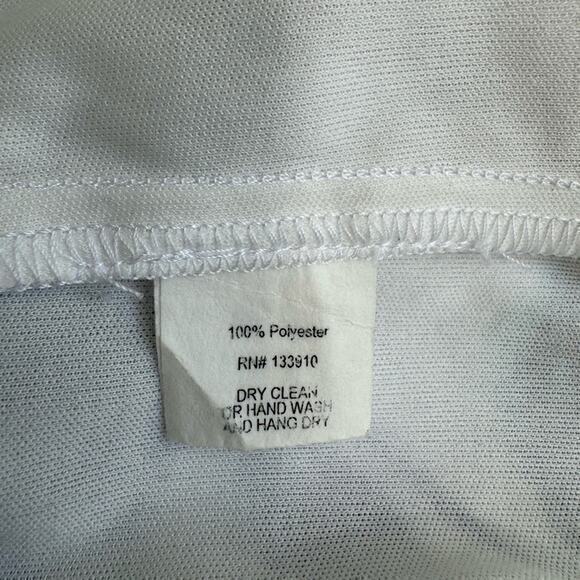 100% Polyester
RN# 133910
DRY CLEAN
OR HAND WASH
AND HANG DRY